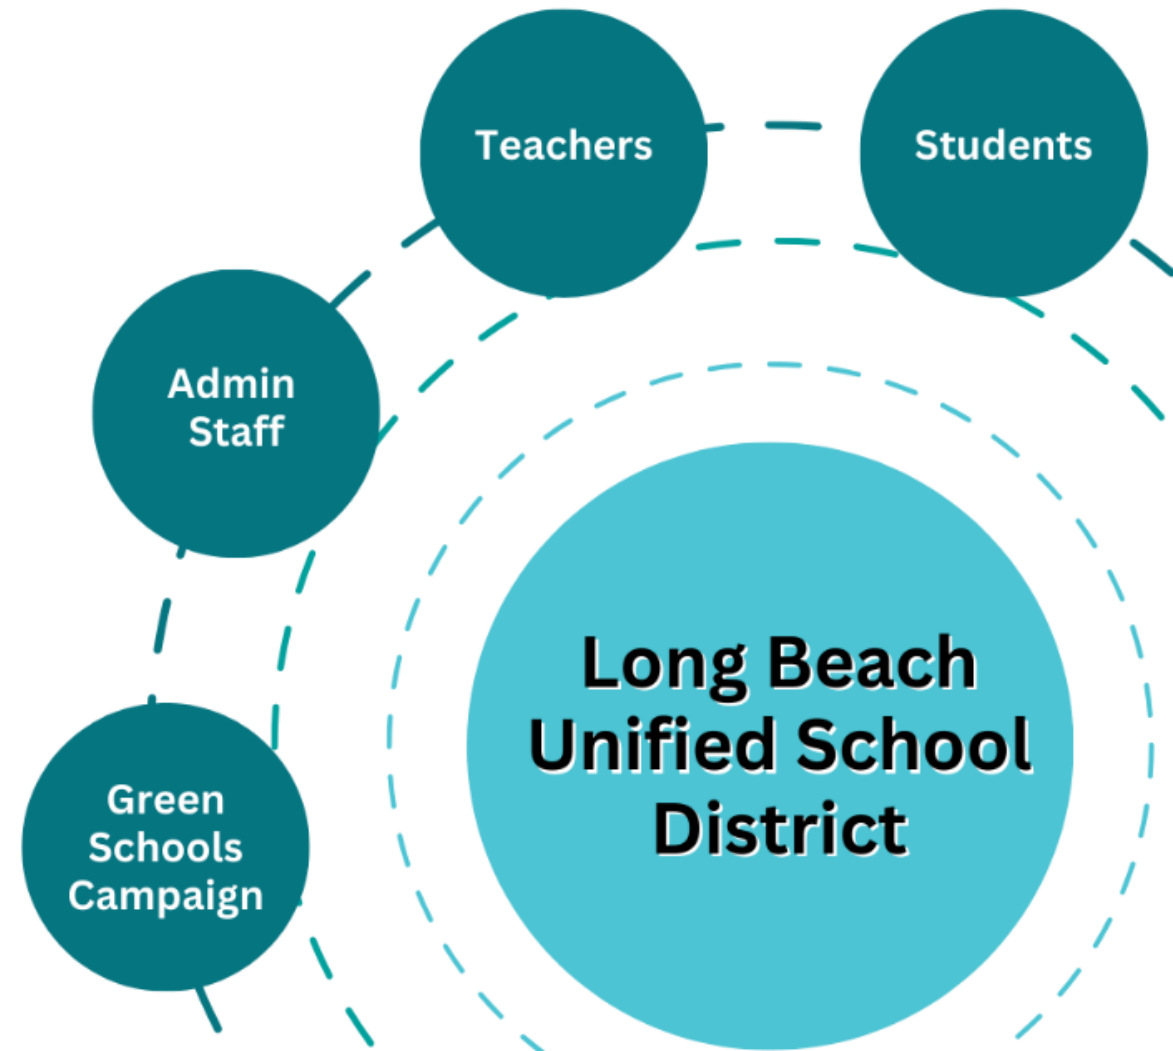 Teachers
Students
Admin
Staff
Long Beach
Unified School
District
Green
Schools
Campaign